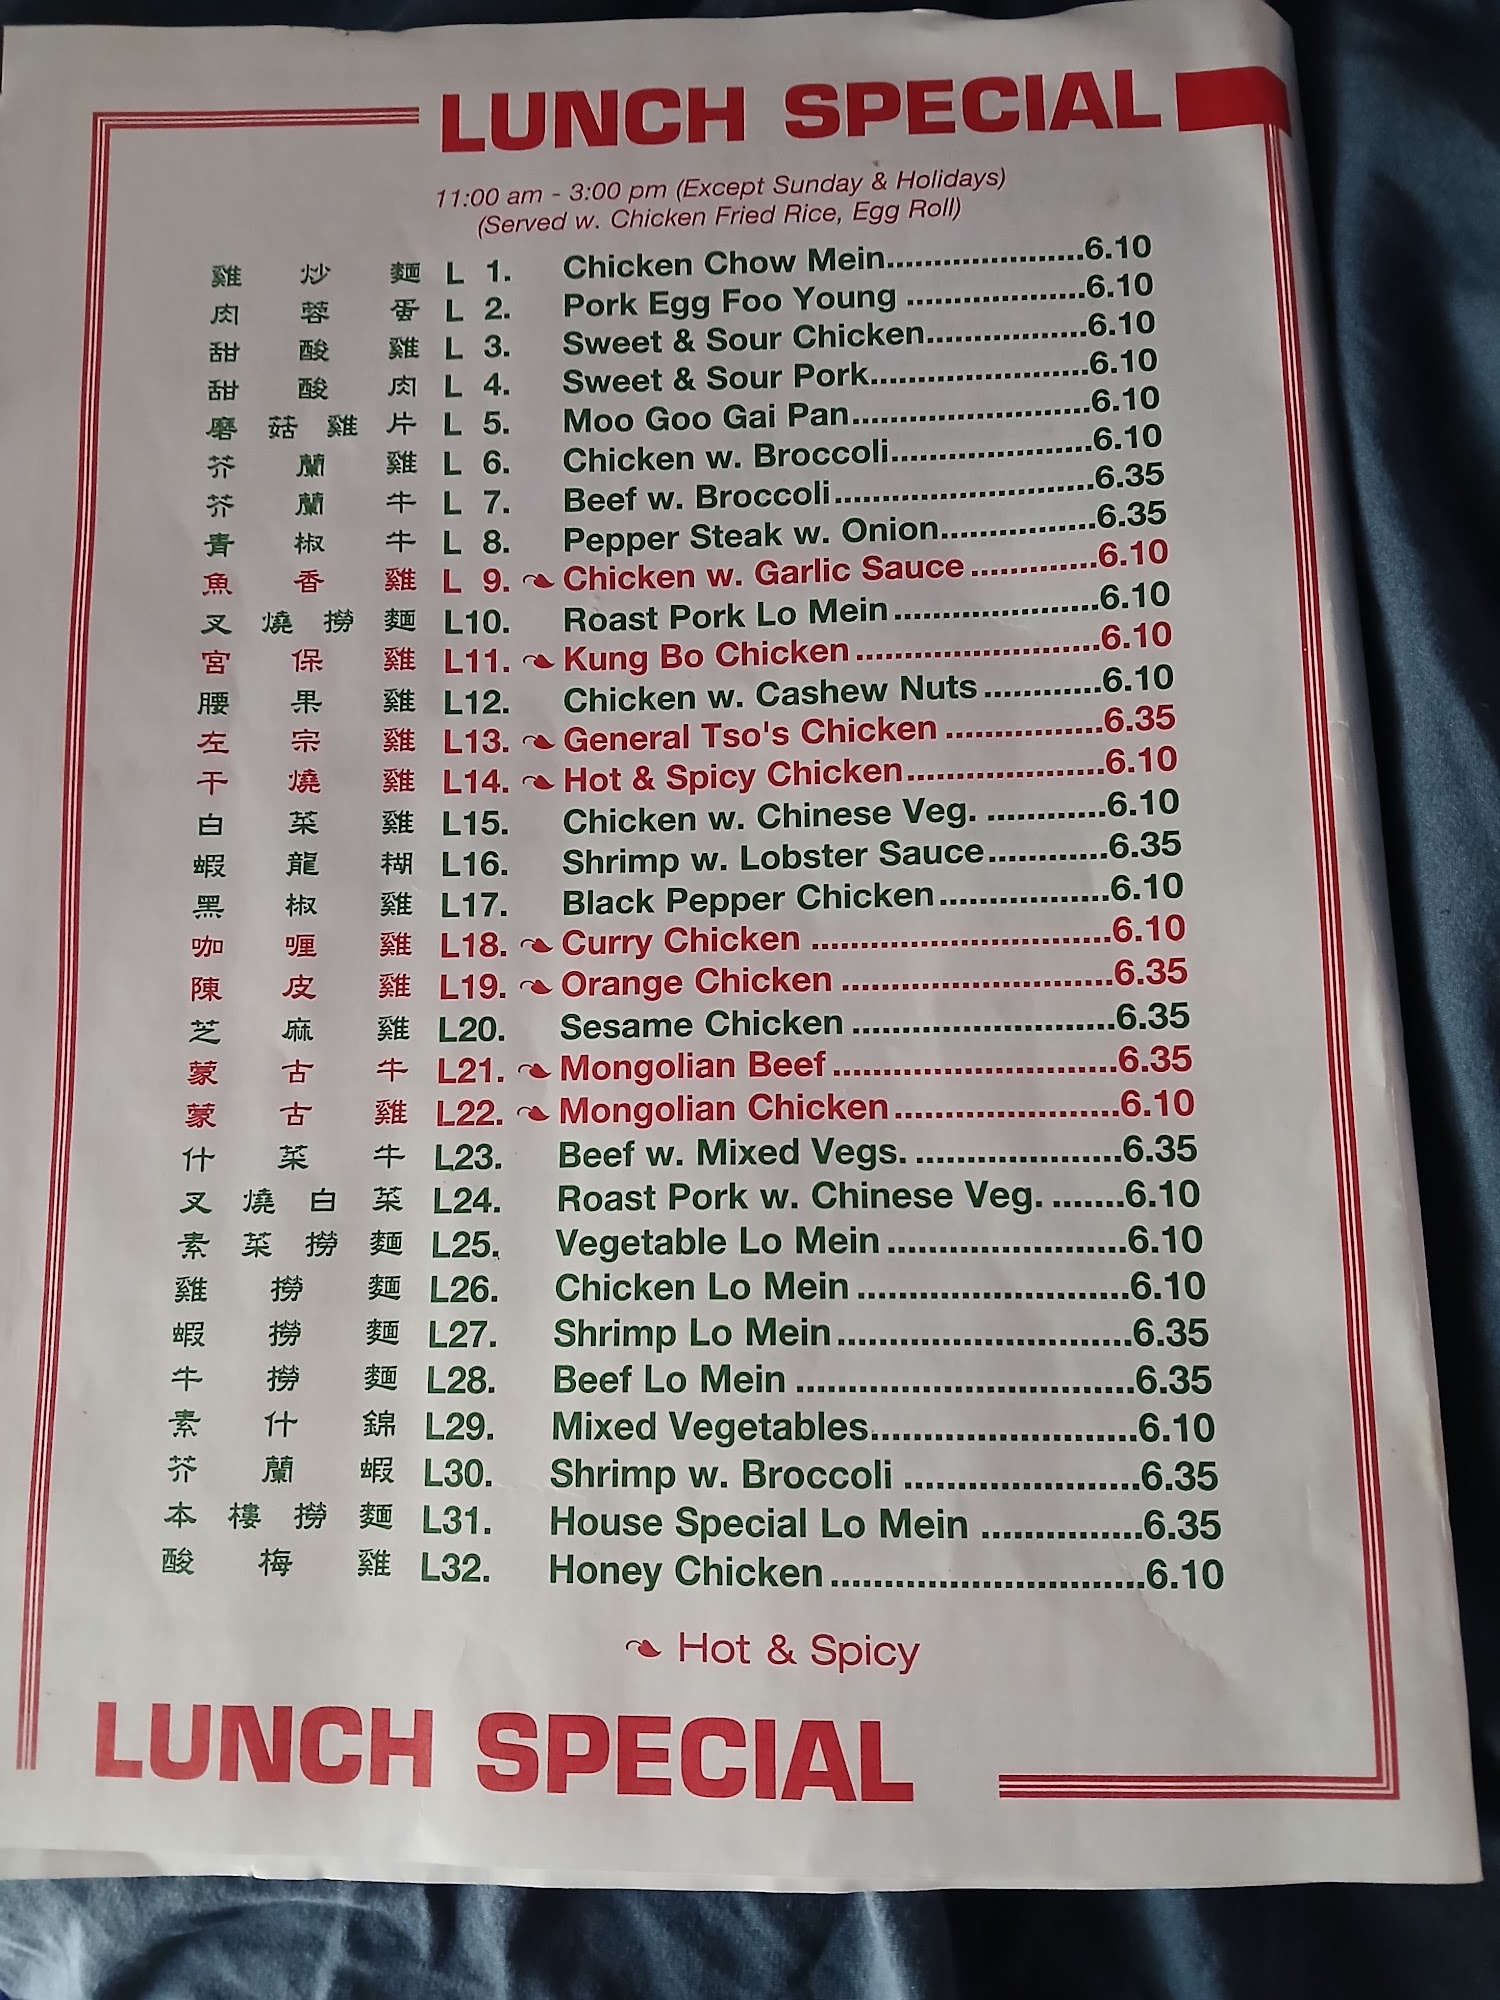 LUNCH SPECIAL
11:00 am - 3:00 pm (Except Sunday & Holidays)
(Served w. Chicken Fried Rice, Egg Roll)
雞炒麵 L 1. Chicken Chow Mein......................6.10
肉蓉蛋 L 2. Pork Egg Foo Young ....................6.10
甜酸雞 L 3. Sweet & Sour Chicken..................6.10
甜酸肉 L 4. Sweet & Sour Pork........................6.10
磨菇雞片 L 5. Moo Goo Gai Pan..........................6.10
芥蘭雞 L 6. Chicken w. Broccoli......................6.10
芥蘭牛 L 7. Beef w. Broccoli............................6.35
青椒牛 L 8. Pepper Steak w. Onion.................6.35
魚香雞 L 9. Chicken w. Garlic Sauce..............6.10
叉燒撈麵 L10. Roast Pork Lo Mein......................6.10
宮保雞 L11. Kung Bo Chicken..........................6.10
腰果雞 L12. Chicken w. Cashew Nuts.............6.10
左宗雞 L13. General Tso's Chicken .................6.35
干燒雞 L14. Hot & Spicy Chicken.....................6.10
白菜雞 L15. Chicken w. Chinese Veg. .............6.10
蝦龍糊 L16. Shrimp w. Lobster Sauce.............6.35
黑椒雞 L17. Black Pepper Chicken..................6.10
咖喱雞 L18. Curry Chicken ................................6.10
陳皮雞 L19. Orange Chicken .............................6.35
芝麻雞 L20. Sesame Chicken ............................6.35
蒙古牛 L21. Mongolian Beef..............................6.35
蒙古雞 L22. Mongolian Chicken........................6.10
什菜牛 L23. Beef w. Mixed Vegs. ......................6.35
叉燒白菜 L24. Roast Pork w. Chinese Veg. ........6.10
素菜撈麵 L25. Vegetable Lo Mein.........................6.10
雞撈麵 L26. Chicken Lo Mein............................6.10
蝦撈麵 L27. Shrimp Lo Mein..............................6.35
牛撈麵 L28. Beef Lo Mein ..................................6.35
素什錦 L29. Mixed Vegetables...........................6.10
芥蘭蝦 L30. Shrimp w. Broccoli ........................6.35
本樓撈麵 L31. House Special Lo Mein ................6.35
酸梅雞 L32. Honey Chicken................................6.10
Hot & Spicy
LUNCH SPECIAL